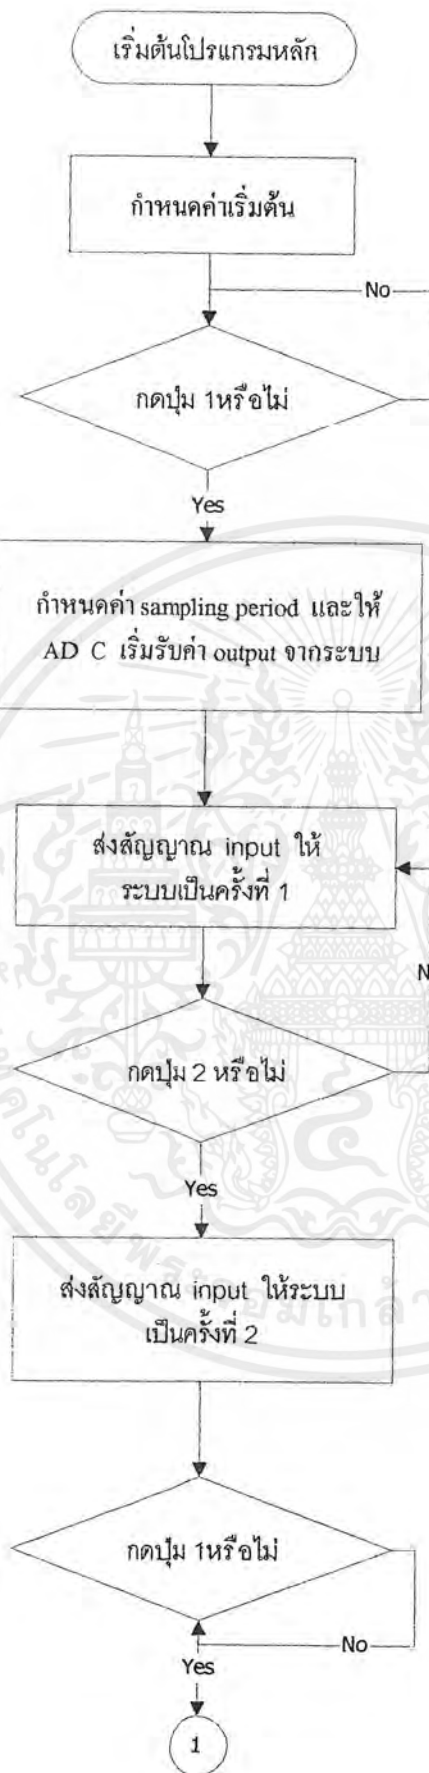 เริ่มต้นโปรแกรมหลัก
กำหนดค่าเริ่มต้น
No
กดปุ่ม 1หรือไม่
Yes
กำหนดค่า sampling period และให้
AD C เริ่มรับค่า output จากระบบ
ส่งสัญญาณ input ให้
ระบบเป็นครั้งที่ 1
N
กดปุ่ม 2 หรือไม่
Yes
ส่งสัญญาณ input ให้ระบบ
เป็นครั้งที่ 2
กดปุ่ม 1หรือไม่
No
Yes
1